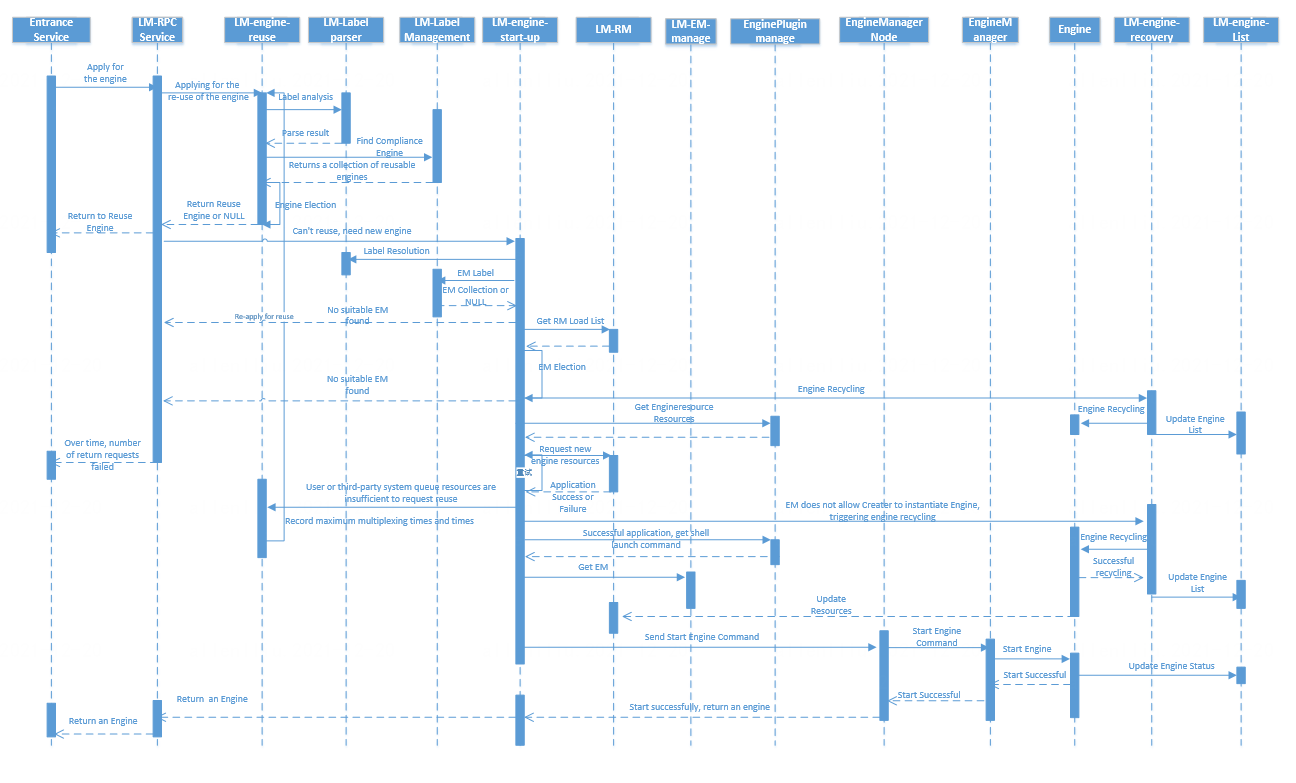 Entrance
Service
LM-RPC
Service
LM-engine-
reuse
LM-Label
parser
LM-Label
Management
LM-engine-
start-up
LM-RM
LM-EM-
manage
EnginePlugin
manage
EngineManager
Node
EngineM
anager
Engine
LM-engine-
recovery
LM-engine-
List
Apply for
the engine
Applying for the
re-use of the engine
Label analysis
Parse result
Find Compliance
Engine
Returns a collection of reusable
engines
Engine Election
Return Reuse
Engine or NULL
Return to Reuse
Engine
Can't reuse, need new engine
Label Resolution
EM Label
EM Collection or
NULL
No suitable EM
found
Re-apply for reuse
Get RM Load List
EM Election
No suitable EM
found
Engine Recycling
Get Engineresource
Resources
Engine Recycling
Update Engine
List
Over time, number
of return requests
failed
Request new
engine resources
重试
Application
Success or
Failure
User or third-party system queue resources are
insufficient to request reuse
Record maximum multiplexing times and times
EM does not allow Creater to instantiate Engine,
triggering engine recycling
Successful application, get shell
launch command
Engine Recycling
Successful
recycling
Get EM
Update Engine
List
Update
Resources
Send Start Engine Command
Start Engine
Command
Start Engine
Update Engine Status
Start Successful
Start Successful
Return  an Engine
Start successfully, return an engine
Return an Engine